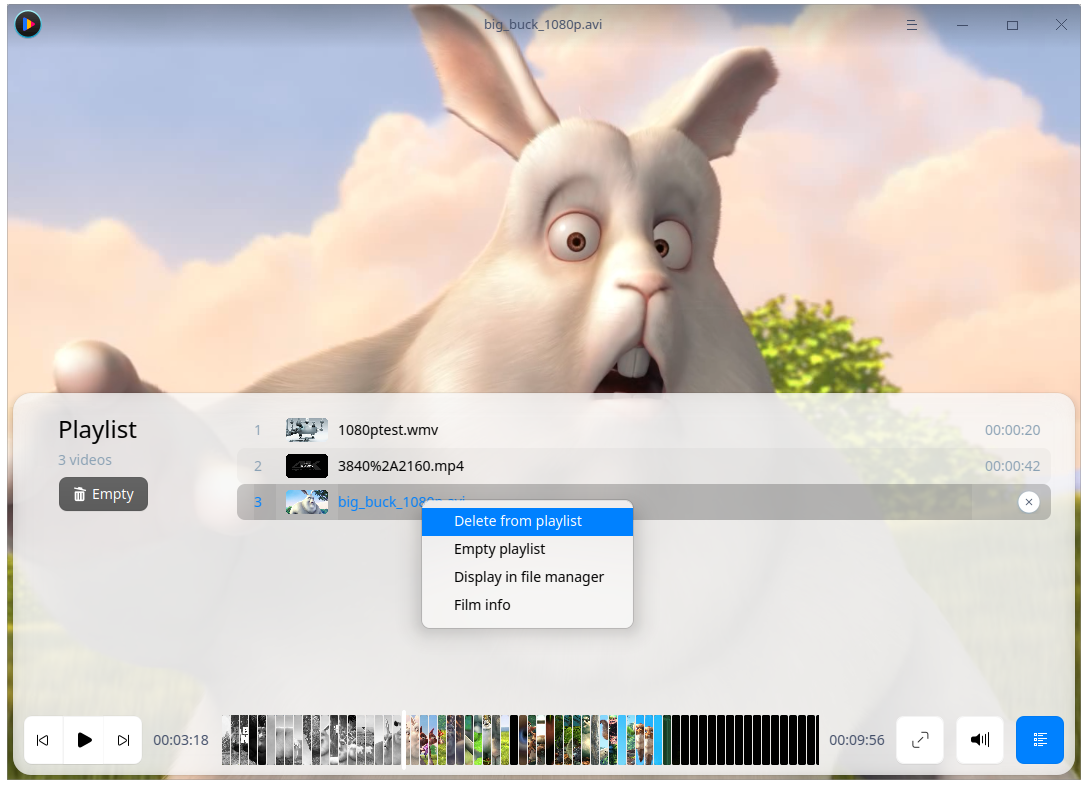 big_buck_1080p.avi
Playlist
3 videos
Empty
1 1080ptest.wmv 00:00:20
2 3840%2A2160.mp4 00:00:42
3 big_buck_1080p.avi
Delete from playlist
Empty playlist
Display in file manager
Film info
00:03:18
00:09:56